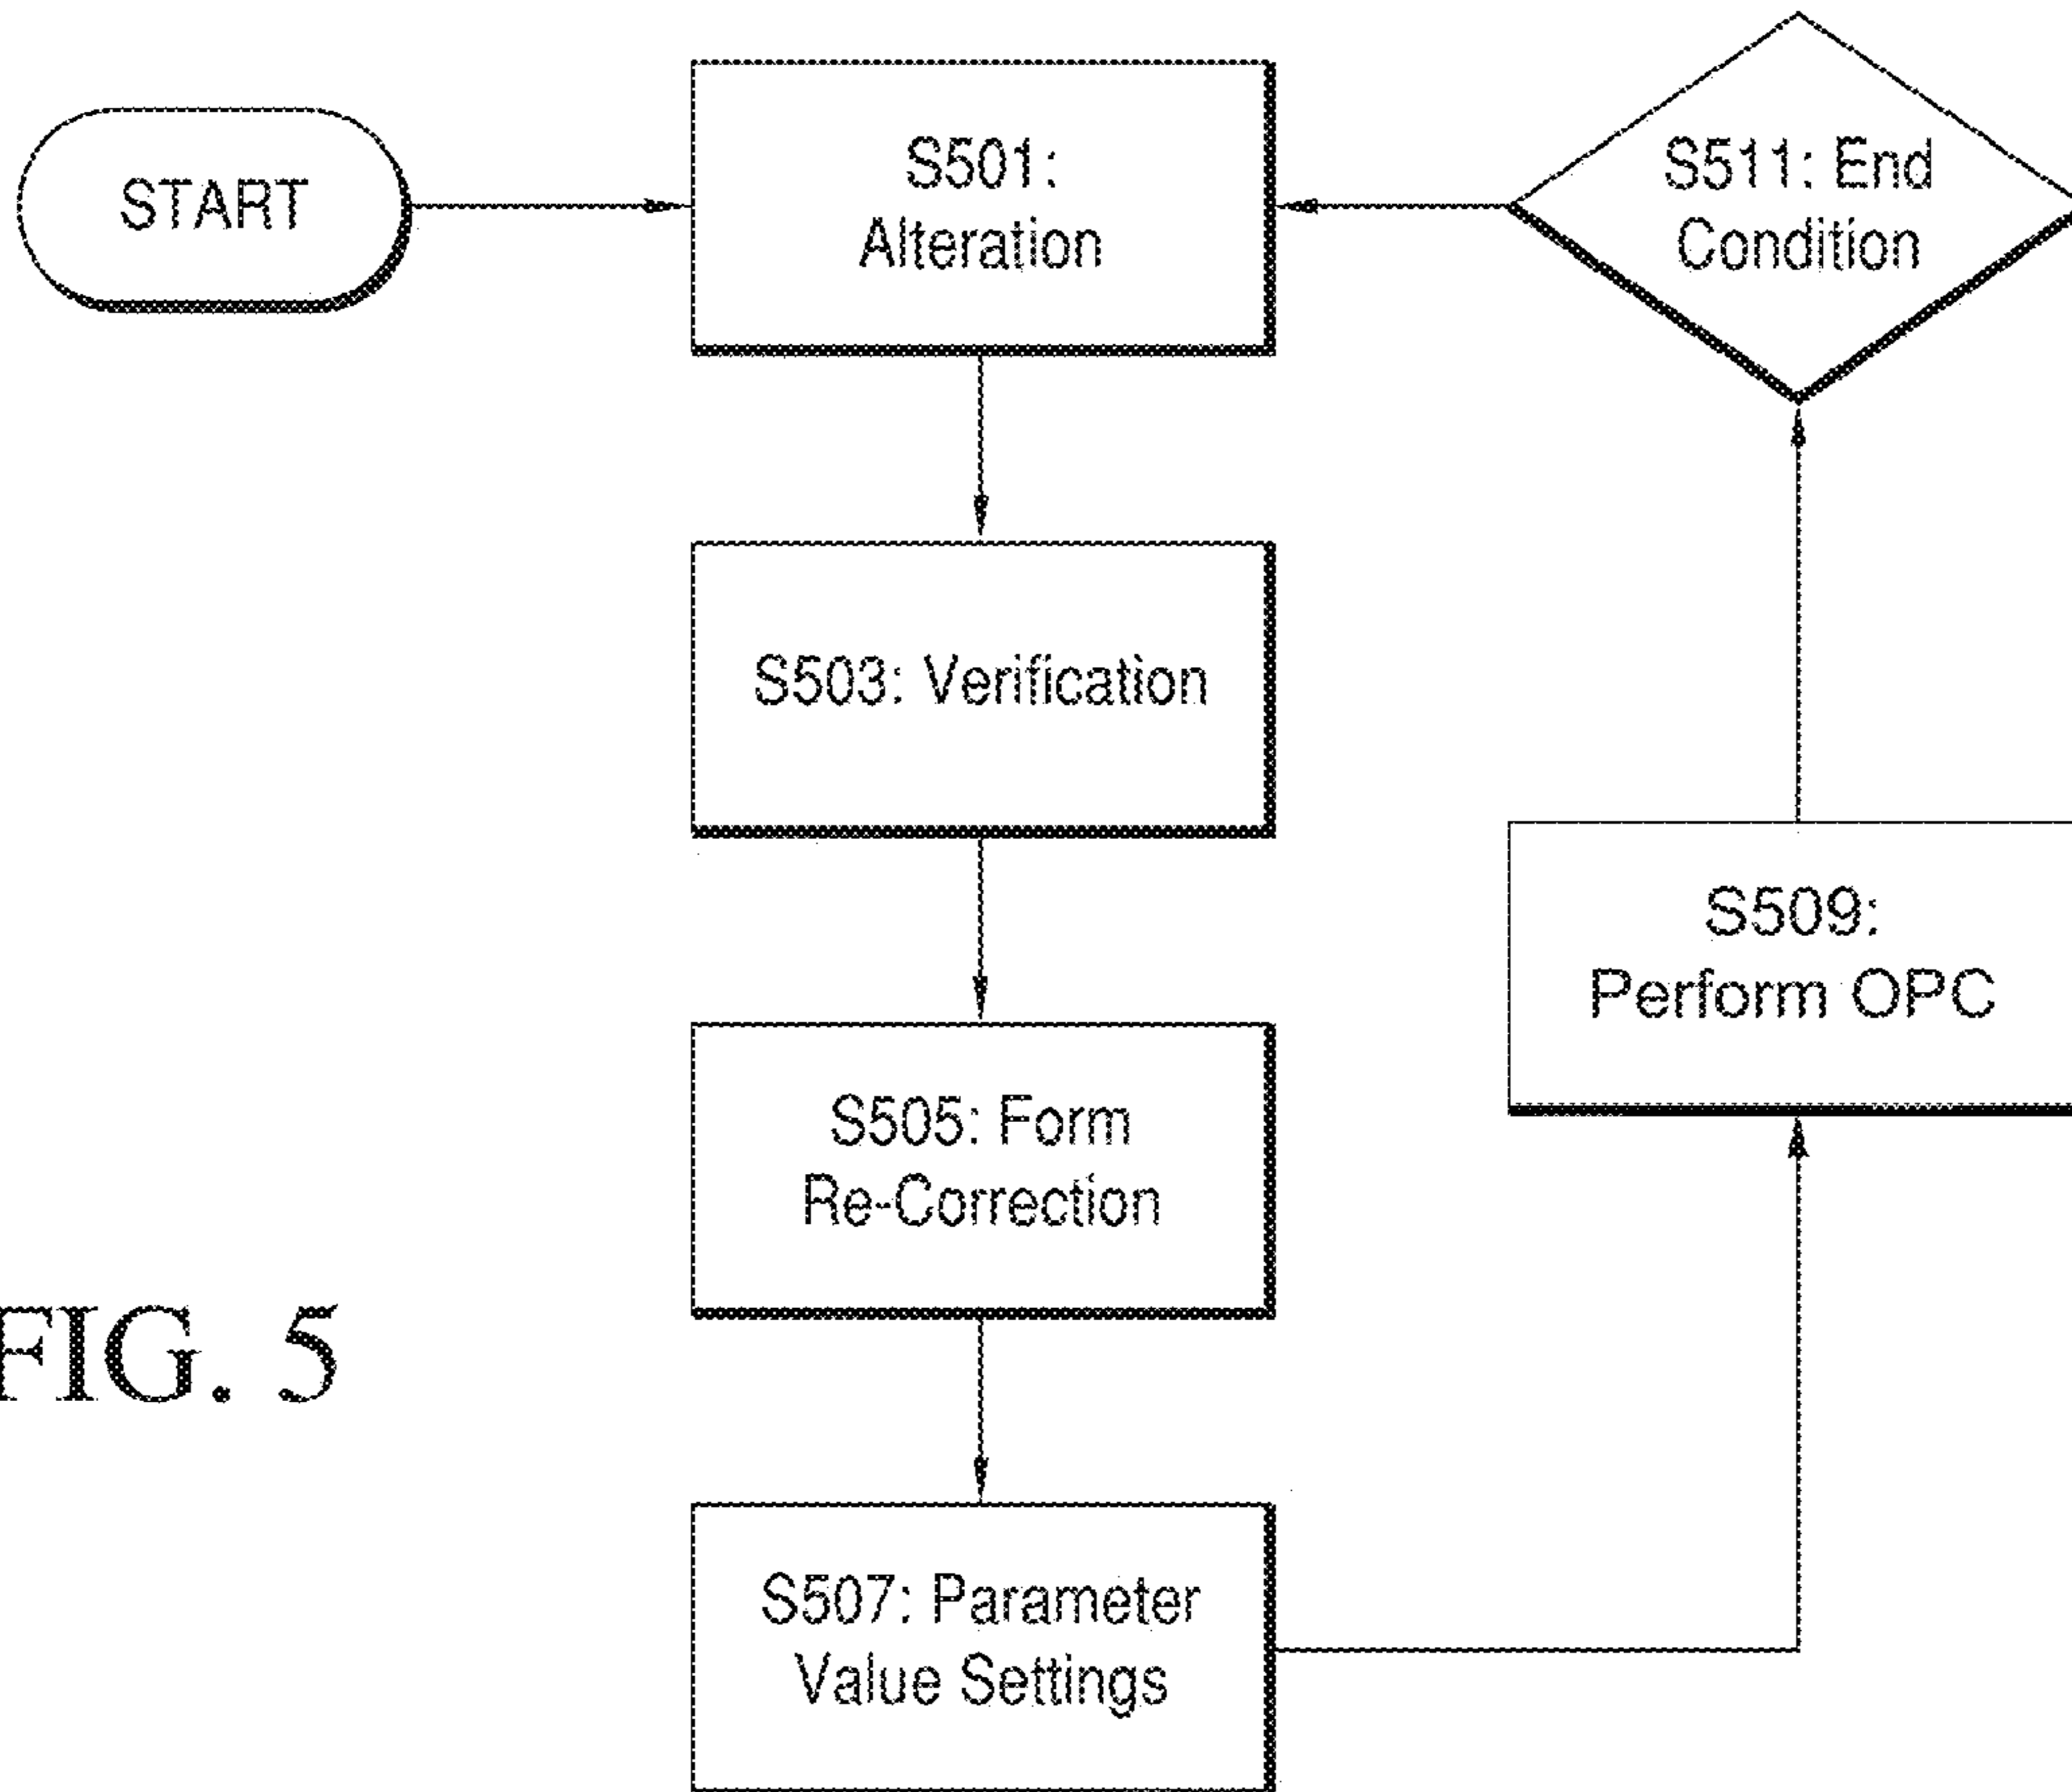 START
S501:
Alteration
S503: Verification
S505: Form
Re-Correction
S507: Parameter
Value Settings
S509:
Perform OPC
S511: End
Condition
FIG. 5